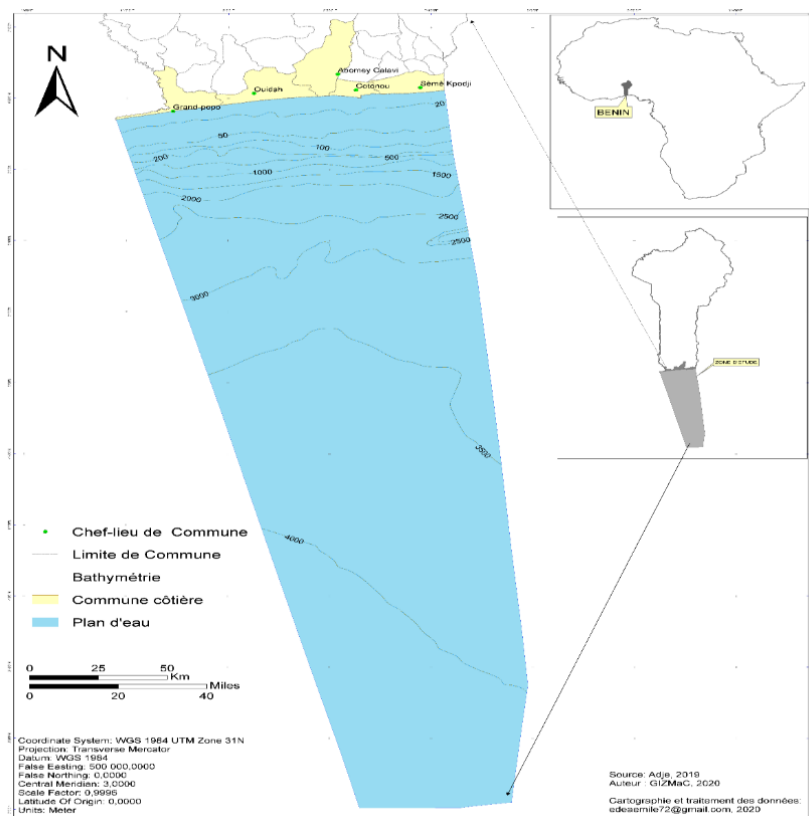 N
Abomey Calavi
Ouidah
Cotonou
Sèmè Kpodji
Grand-popo
20
50
100
200
500
1000
1500
2000
2500
2500
3000
3500
4000
BENIN
ZONE D'ETUDE
Chef-lieu de Commune
Limite de Commune
Bathymétrie
Commune côtière
Plan d'eau
0 25 50
Km
Miles
0 20 40
Coordinate System: WGS 1984 UTM Zone 31N
Projection: Transverse Mercator
Datum: WGS 1984
False Easting: 500 000,0000
False Northing: 0,0000
Central Meridian: 3,0000
Scale Factor: 0,9996
Latitude Of Origin: 0,0000
Units: Meter
Source: Adje, 2019
Auteur : GIZMaC, 2020
Cartographie et traitement des données:
edeaemile72@gmail.com, 2020